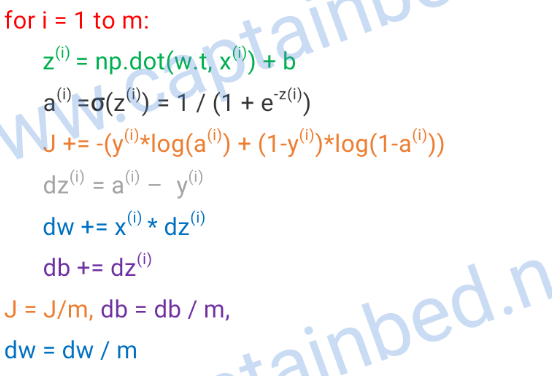 for i = 1 to m:
z⁽ⁱ⁾ = np.dot(w.t, x⁽ⁱ⁾) + b
a⁽ⁱ⁾ =σ(z⁽ⁱ⁾) = 1 / (1 + e⁻ᶻ⁽ⁱ⁾)
J += -(y⁽ⁱ⁾*log(a⁽ⁱ⁾) + (1-y⁽ⁱ⁾)*log(1-a⁽ⁱ⁾))
dz⁽ⁱ⁾ = a⁽ⁱ⁾ – y⁽ⁱ⁾
dw += x⁽ⁱ⁾ * dz⁽ⁱ⁾
db += dz⁽ⁱ⁾
J = J/m, db = db / m,
dw = dw / m
www.captainbed.n
tainbed.n